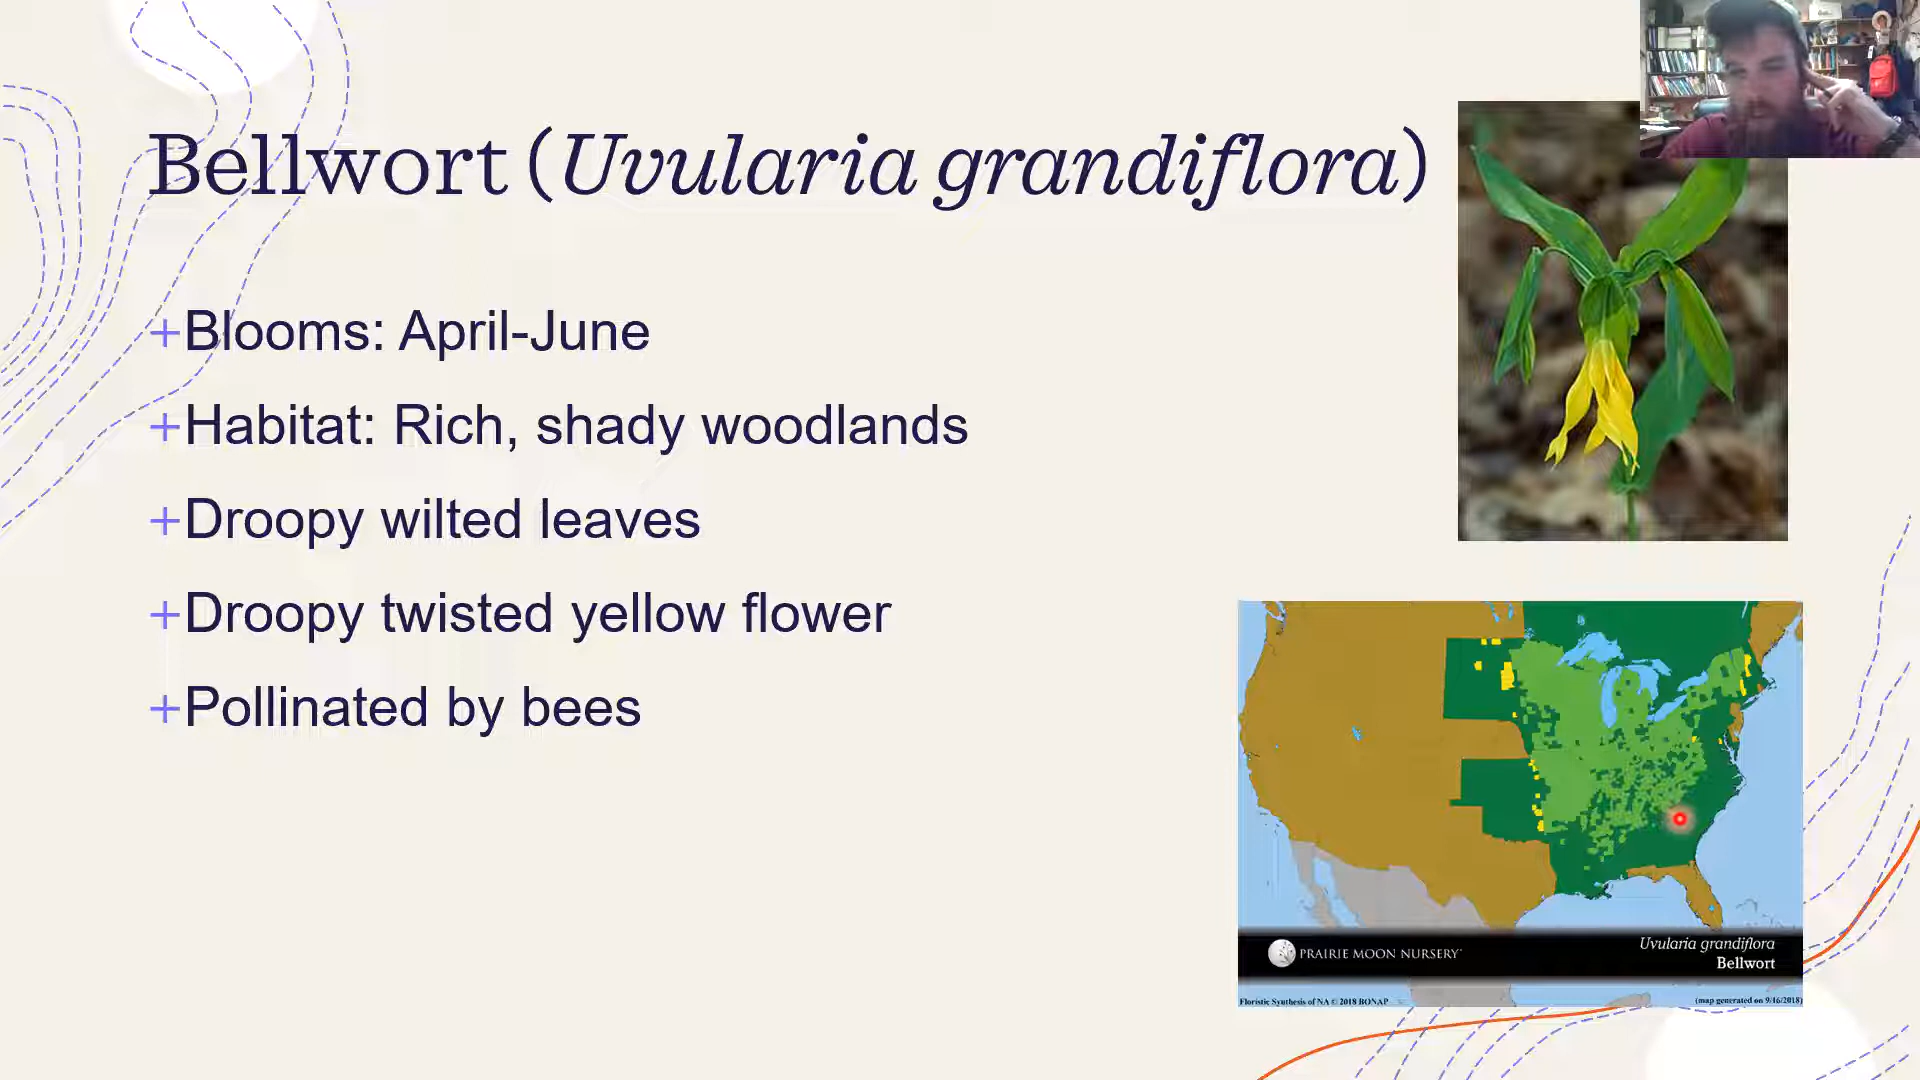 Bellwort (Uvularia grandiflora)
+Blooms: April-June
+Habitat: Rich, shady woodlands
+Droopy wilted leaves
+Droopy twisted yellow flower
+Pollinated by bees
PRAIRIE MOON NURSERY
Uvularia grandiflora
Bellwort
Floristic Synthesis of NA © 2018 BONAP
(map generated on 9/16/2018)